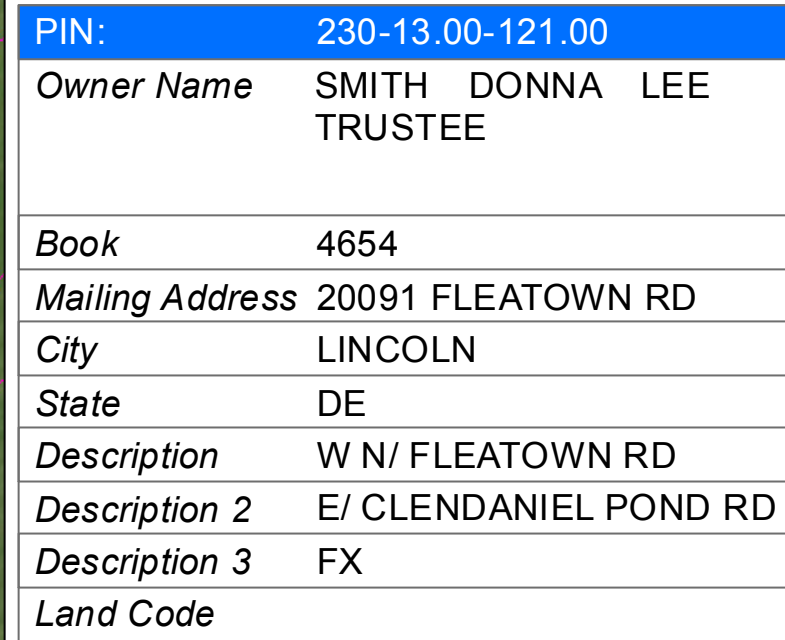 PIN: 230-13.00-121.00
Owner Name SMITH DONNA LEE
TRUSTEE
Book 4654
Mailing Address 20091 FLEATOWN RD
City LINCOLN
State DE
Description W N/ FLEATOWN RD
Description 2 E/ CLENDANIEL POND RD
Description 3 FX
Land Code